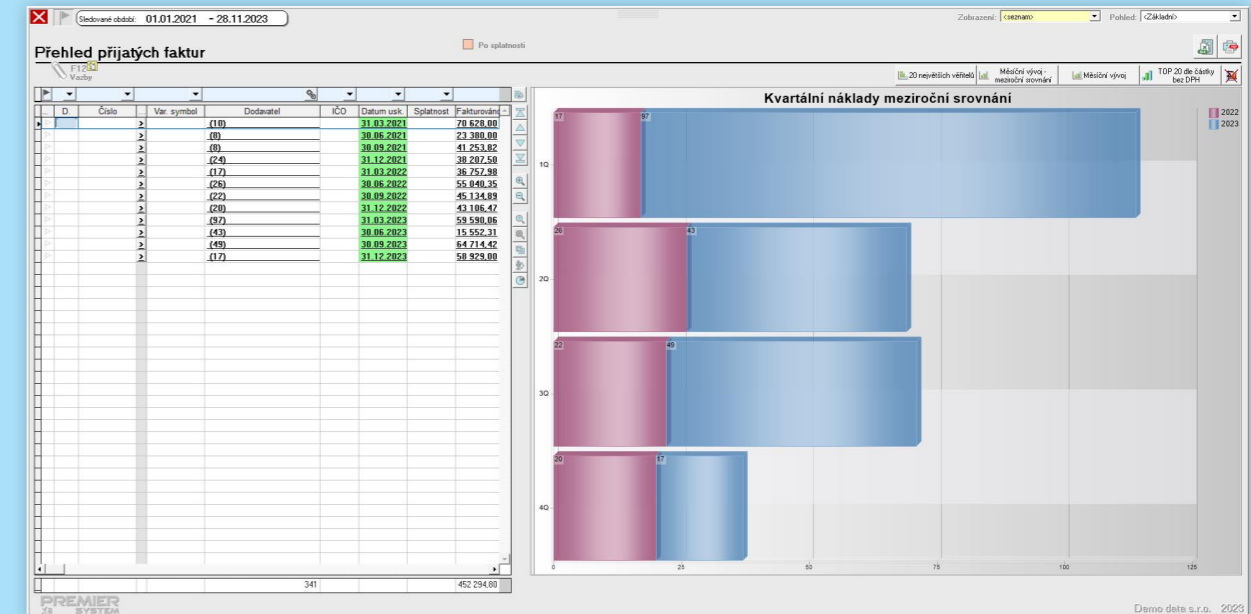 Sledované období: 01.01.2021 - 28.11.2023
Zobrazení: <seznam> Pohled: <Základní>
Přehled přijatých faktur
Po splatnosti
F12
Vazby
20 největších věřitelů
Měsíční vývoj - meziroční srovnání
Měsíční vývoj
TOP 20 dle částky bez DPH
D. Číslo Var. symbol Dodavatel IČO Datum usk. Splatnost Fakturováno
(10) 31.03.2021 70 628,00
(8) 30.06.2021 23 380,00
(8) 30.09.2021 41 253,82
(24) 31.12.2021 38 207,50
(17) 31.03.2022 36 757,98
(26) 30.06.2022 55 040,35
(22) 30.09.2022 45 134,89
(20) 31.12.2022 43 106,47
(97) 31.03.2023 59 590,06
(43) 30.06.2023 15 552,31
(49) 30.09.2023 64 714,42
(17) 31.12.2023 58 929,00
341 452 294,80
Kvartální náklady meziroční srovnání
2022
2023
1Q 17 97
2Q 26 43
3Q 22 49
4Q 20 17
0 25 50 75 100 125
PREMIER
X8 SYSTEM
Demo data s.r.o. 2023